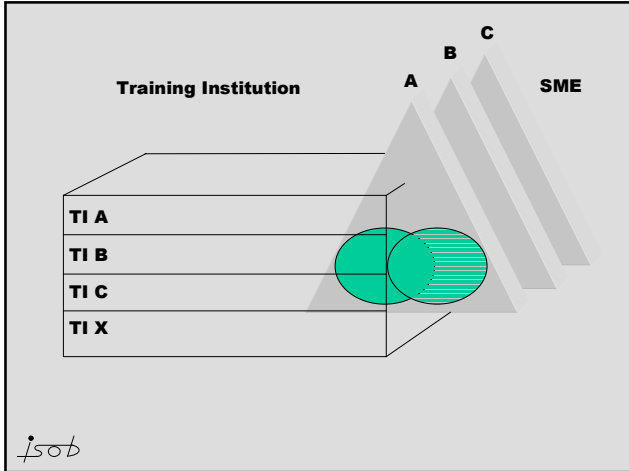 C
B
A
Training Institution
SME
TI A
TI B
TI C
TI X
isob